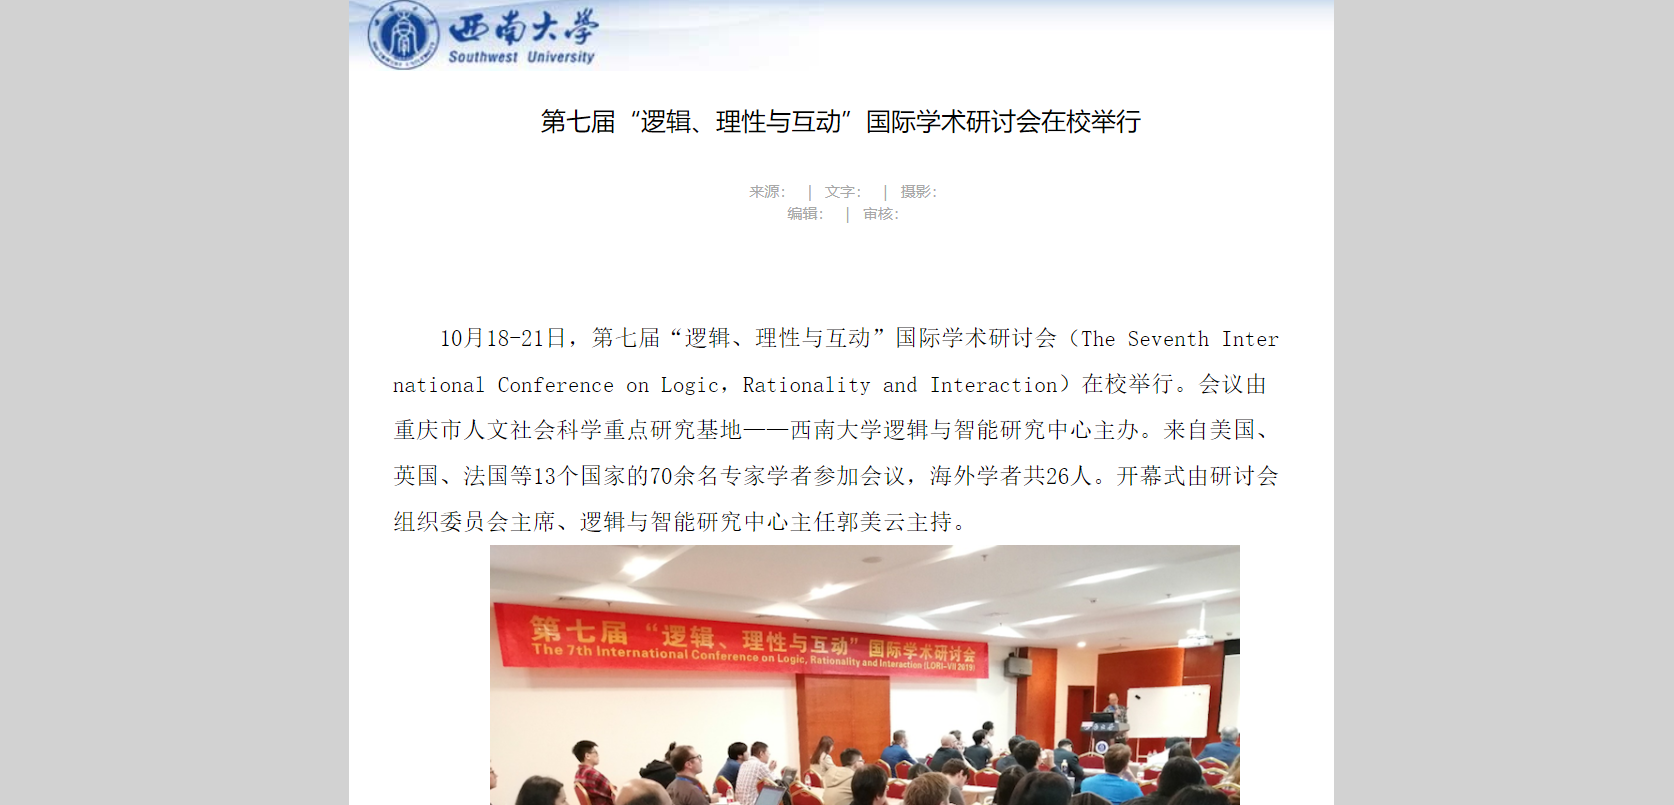 西南大学
Southwest University
第七届“逻辑、理性与互动”国际学术研讨会在校举行
来源： | 文字： | 摄影：
编辑： | 审核：
10月18-21日，第七届“逻辑、理性与互动”国际学术研讨会（The Seventh Inter
national Conference on Logic，Rationality and Interaction）在校举行。会议由
重庆市人文社会科学重点研究基地——西南大学逻辑与智能研究中心主办。来自美国、
英国、法国等13个国家的70余名专家学者参加会议，海外学者共26人。开幕式由研讨会
组织委员会主席、逻辑与智能研究中心主任郭美云主持。
第七届“逻辑、理性与互动”国际学术研讨会
The 7th International Conference on Logic, Rationality and Interaction (LORI-VII 2019)